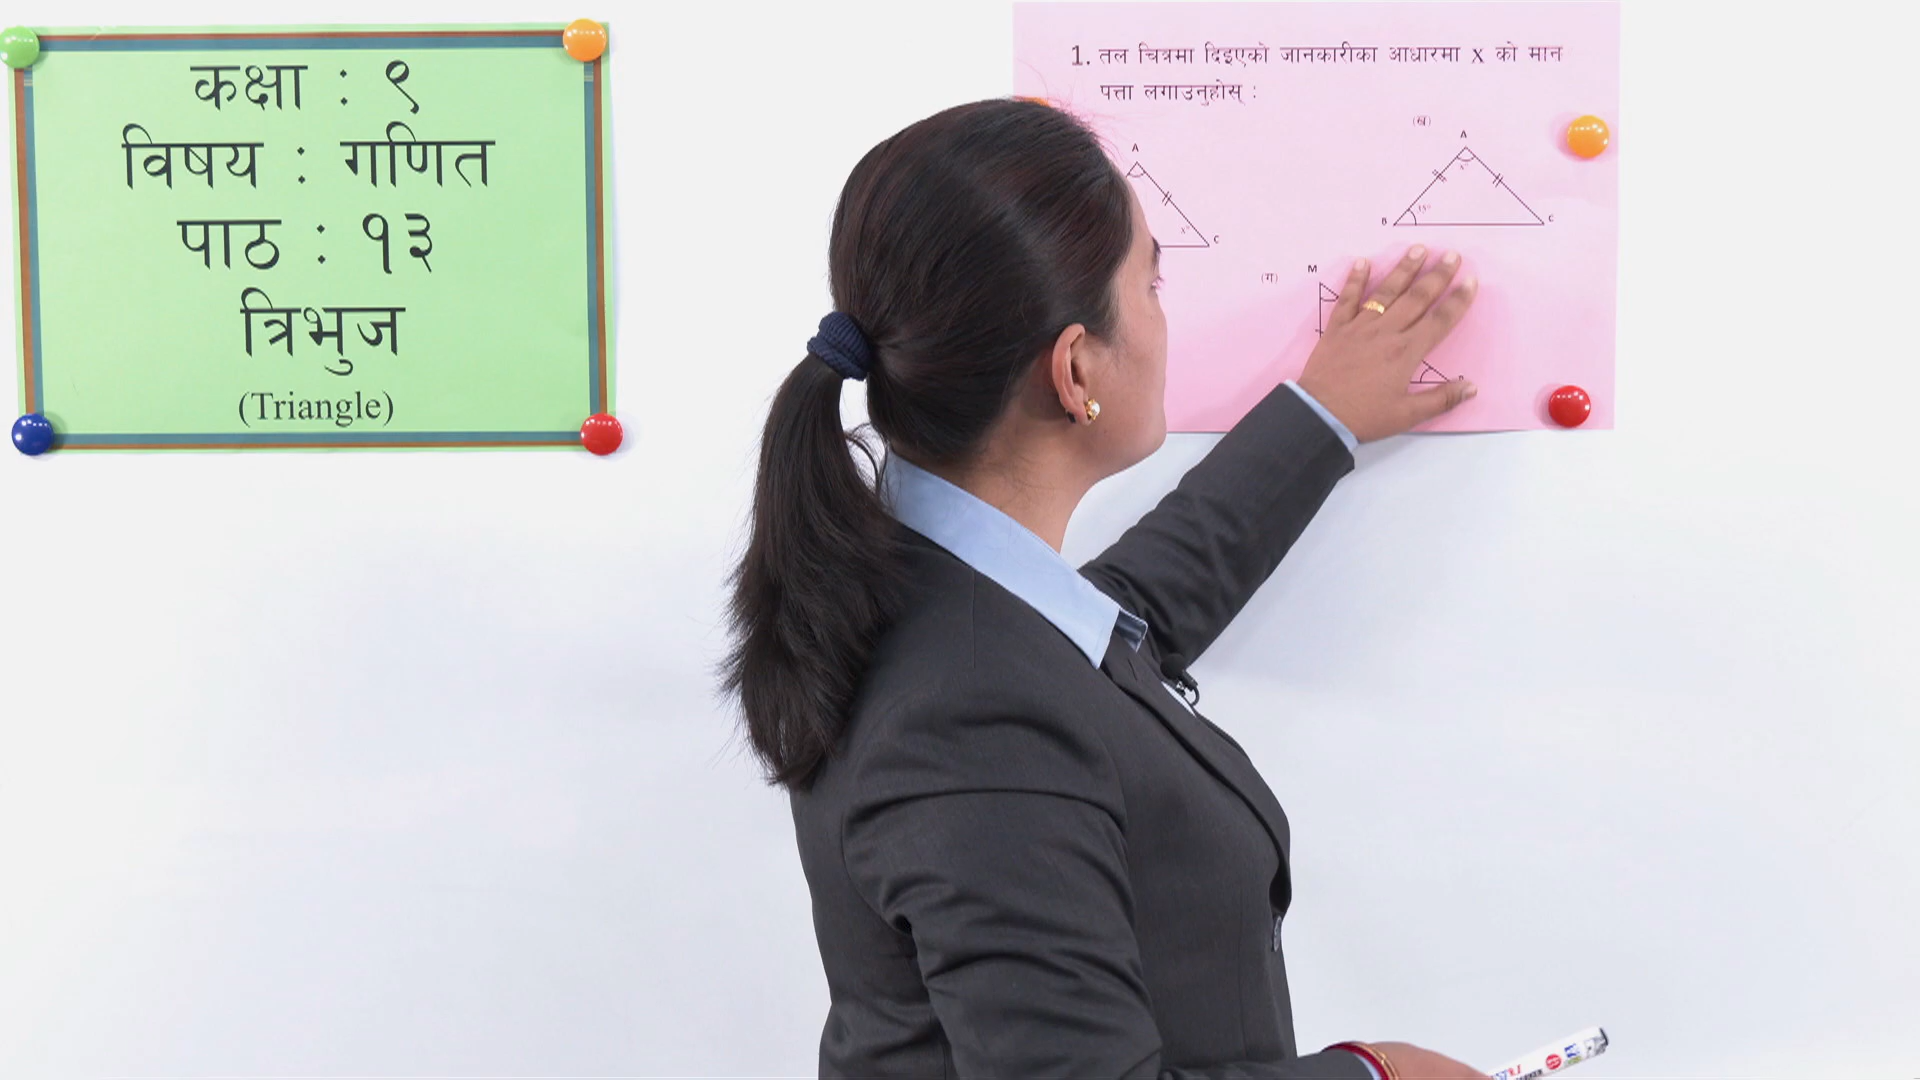 कक्षा : ९
विषय : गणित
पाठ : १३
त्रिभुज
(Triangle)
1. तल चित्रमा दिइएको जानकारीका आधारमा x को मान
पत्ता लगाउनुहोस् :
(ख)
A
A
x°
B
C
x°
C
(ग)
M